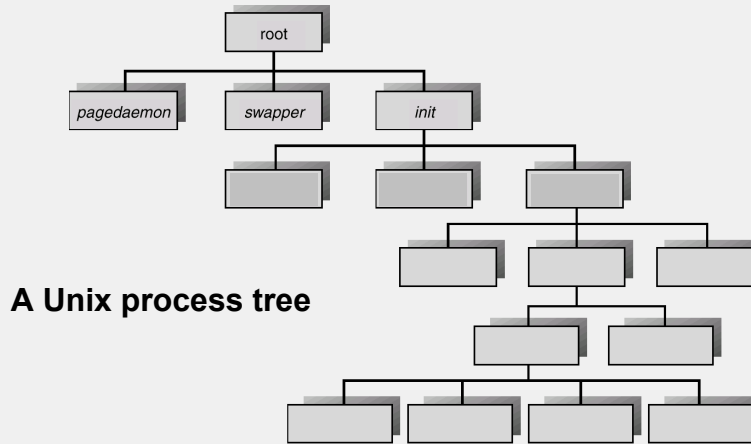 root
pagedaemon
swapper
init
A Unix process tree